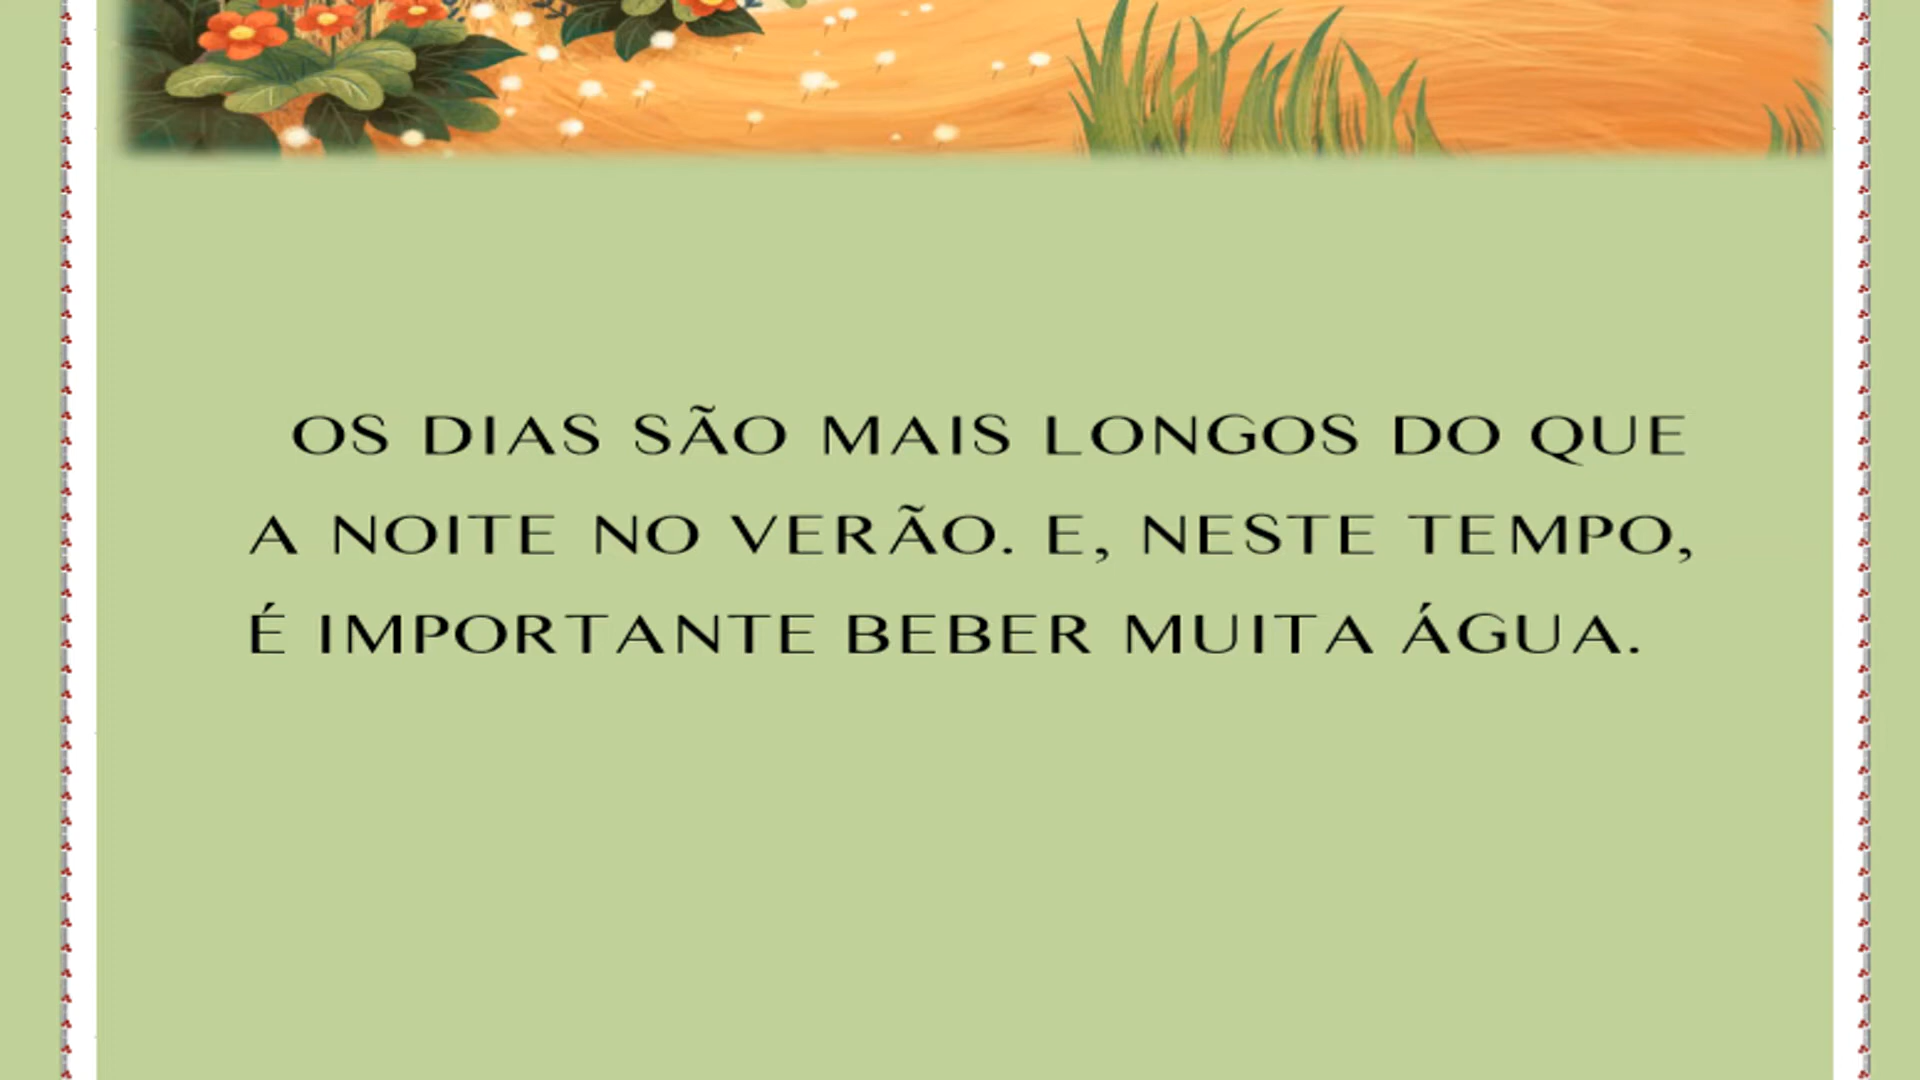 OS DIAS SÃO MAIS LONGOS DO QUE
A NOITE NO VERÃO. E, NESTE TEMPO,
É IMPORTANTE BEBER MUITA ÁGUA.